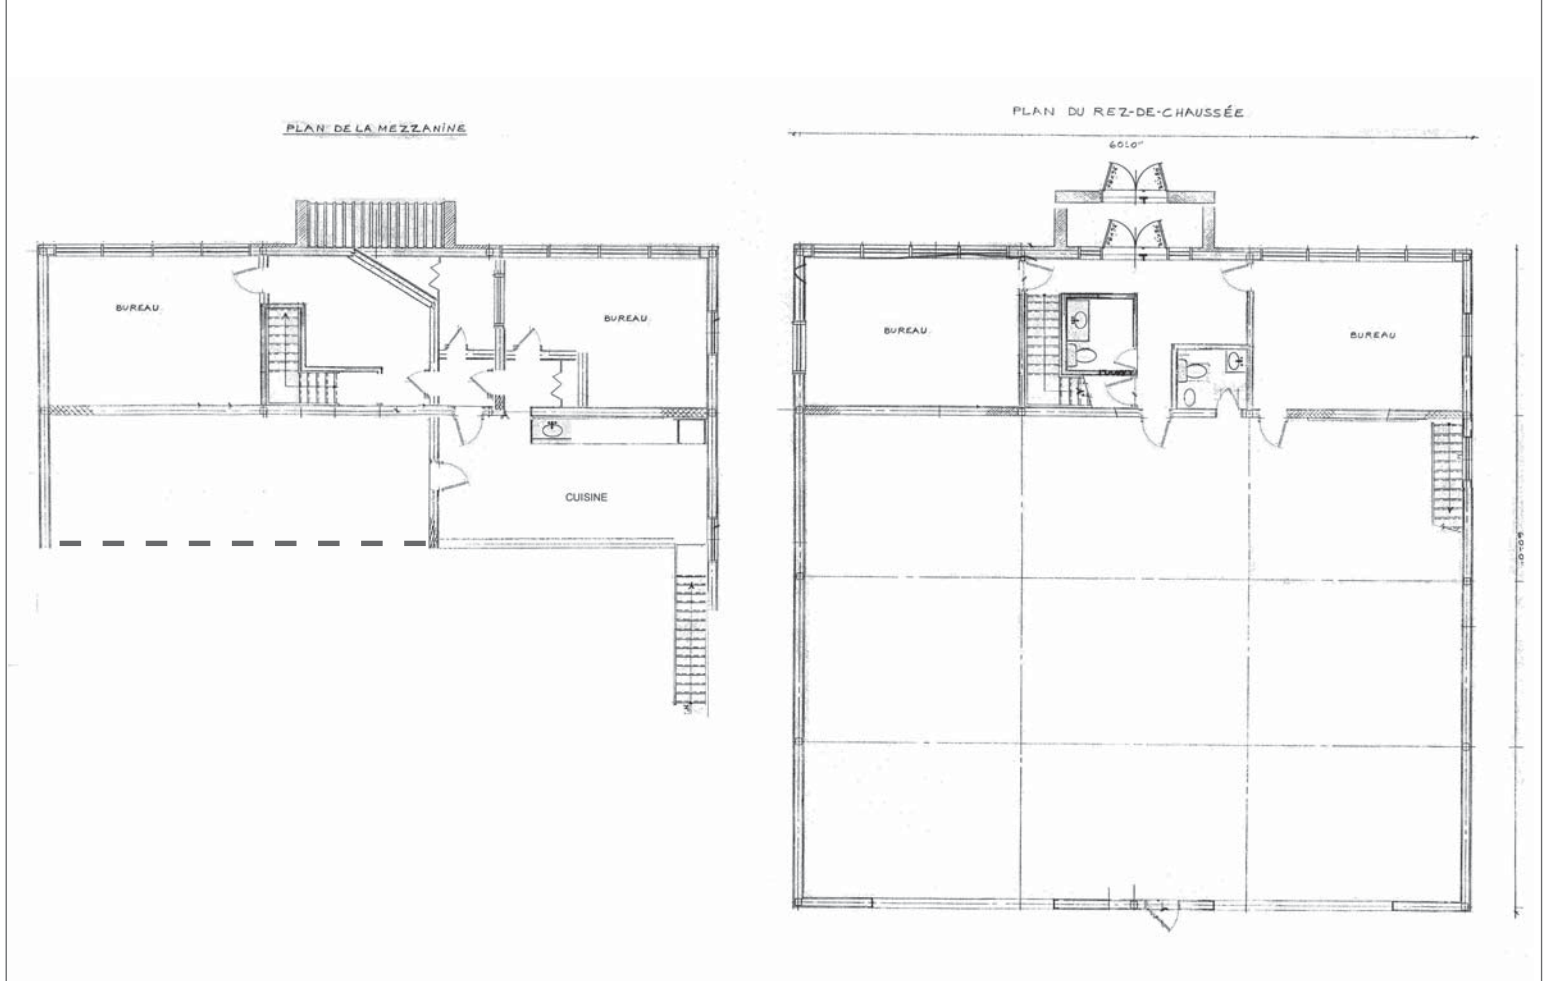 PLAN DE LA MEZZANINE
BUREAU
BUREAU
CUISINE
PLAN DU REZ-DE-CHAUSSÉE
60'-0"
BUREAU
BUREAU